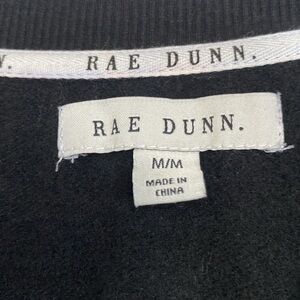 N. RAE DUNN.
RAE DUNN.
M/M
MADE IN
CHINA